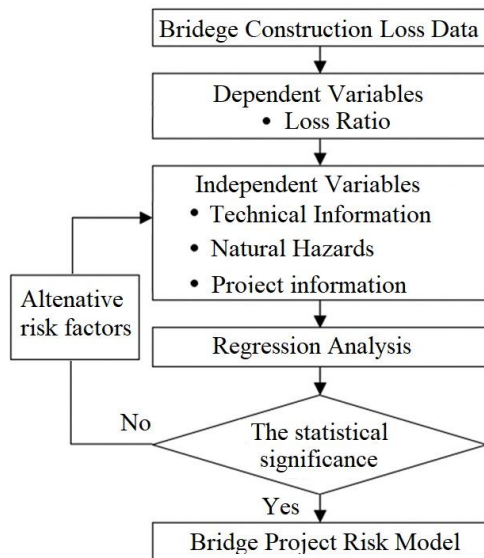 Bridege Construction Loss Data
Dependent Variables
• Loss Ratio
Independent Variables
• Technical Information
• Natural Hazards
• Project information
Altenative
risk factors
Regression Analysis
No
The statistical
significance
Yes
Bridge Project Risk Model